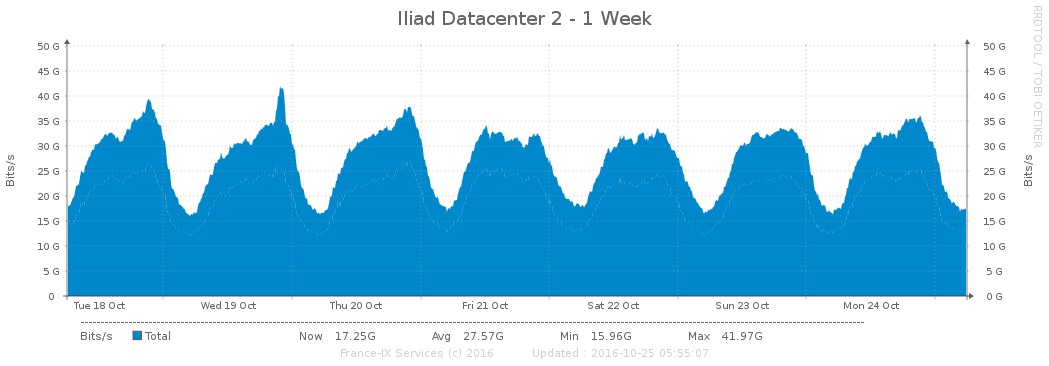 Iliad Datacenter 2 - 1 Week
RRDTOOL / TOBI OETIKER
50 G 50 G
45 G 45 G
40 G 40 G
35 G 35 G
30 G 30 G
25 G 25 G
20 G 20 G
15 G 15 G
10 G 10 G
5 G 5 G
0 0 G
Bits/s
Bits/s
Tue 18 Oct Wed 19 Oct Thu 20 Oct Fri 21 Oct Sat 22 Oct Sun 23 Oct Mon 24 Oct
Bits/s Total Now 17.25G Avg 27.57G Min 15.96G Max 41.97G
France-IX Services (c) 2016 Updated : 2016-10-25 05:55:07